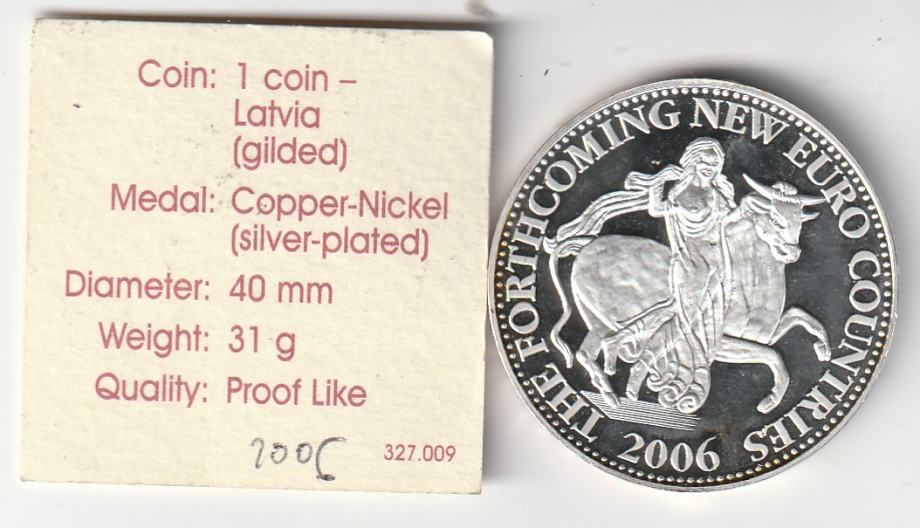 Coin: 1 coin –
Latvia
(gilded)
Medal: Copper-Nickel
(silver-plated)
Diameter: 40 mm
Weight: 31 g
Quality: Proof Like
2006
327.009
THE FORTHCOMING NEW EURO COUNTRIES
2006